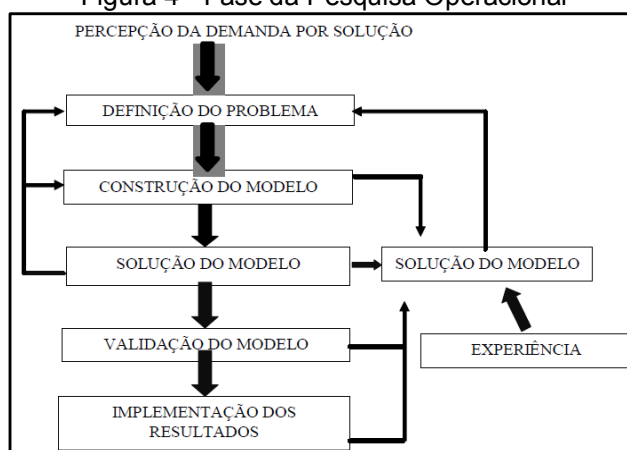 Figura 4 - Fase da Pesquisa Operacional
PERCEPÇÃO DA DEMANDA POR SOLUÇÃO
DEFINIÇÃO DO PROBLEMA
CONSTRUÇÃO DO MODELO
SOLUÇÃO DO MODELO
SOLUÇÃO DO MODELO
VALIDAÇÃO DO MODELO
EXPERIÊNCIA
IMPLEMENTAÇÃO DOS
RESULTADOS